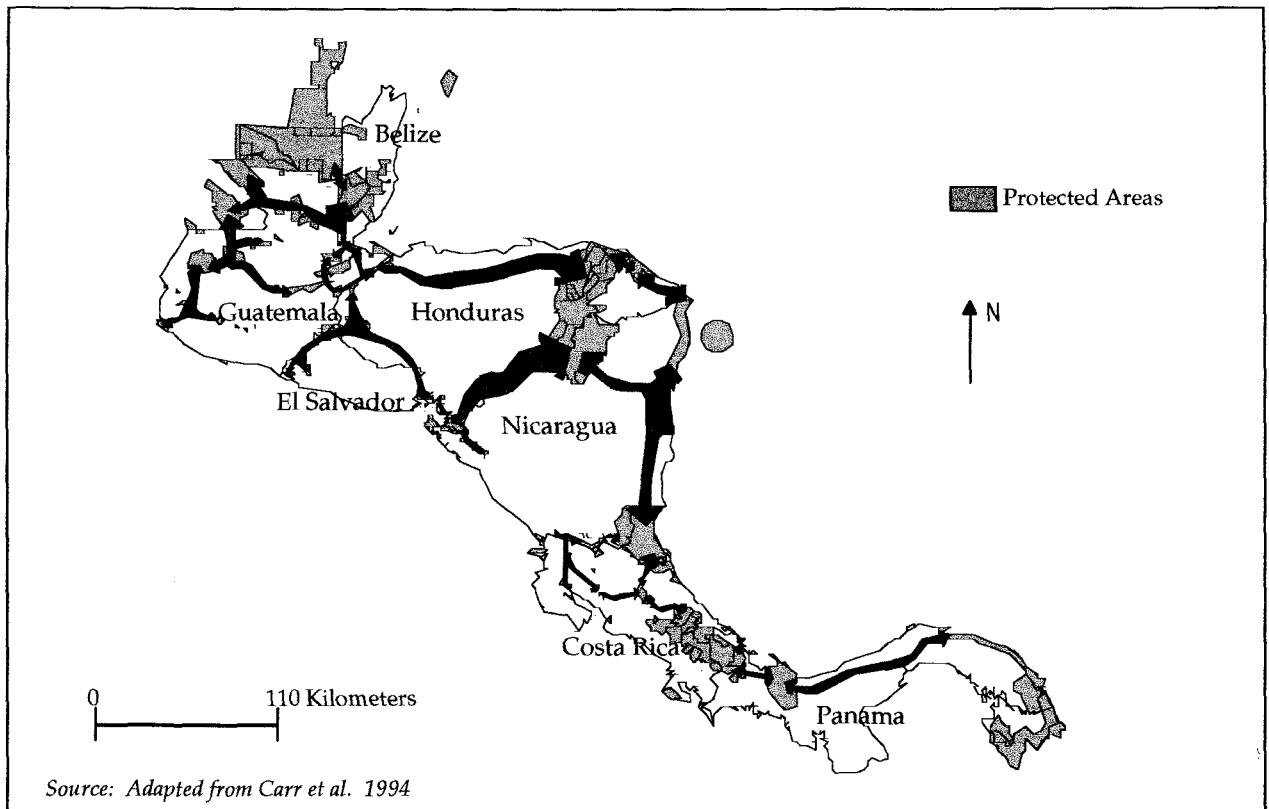 Belize
Protected Areas
Guatemala
Honduras
N
El Salvador
Nicaragua
Costa Rica
0 110 Kilometers
Panama
Source: Adapted from Carr et al. 1994